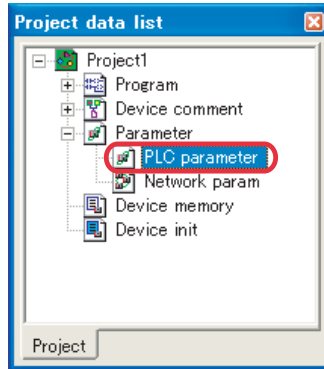 Project data list
Project1
Program
Device comment
Parameter
PLC parameter
Network param
Device memory
Device init
Project